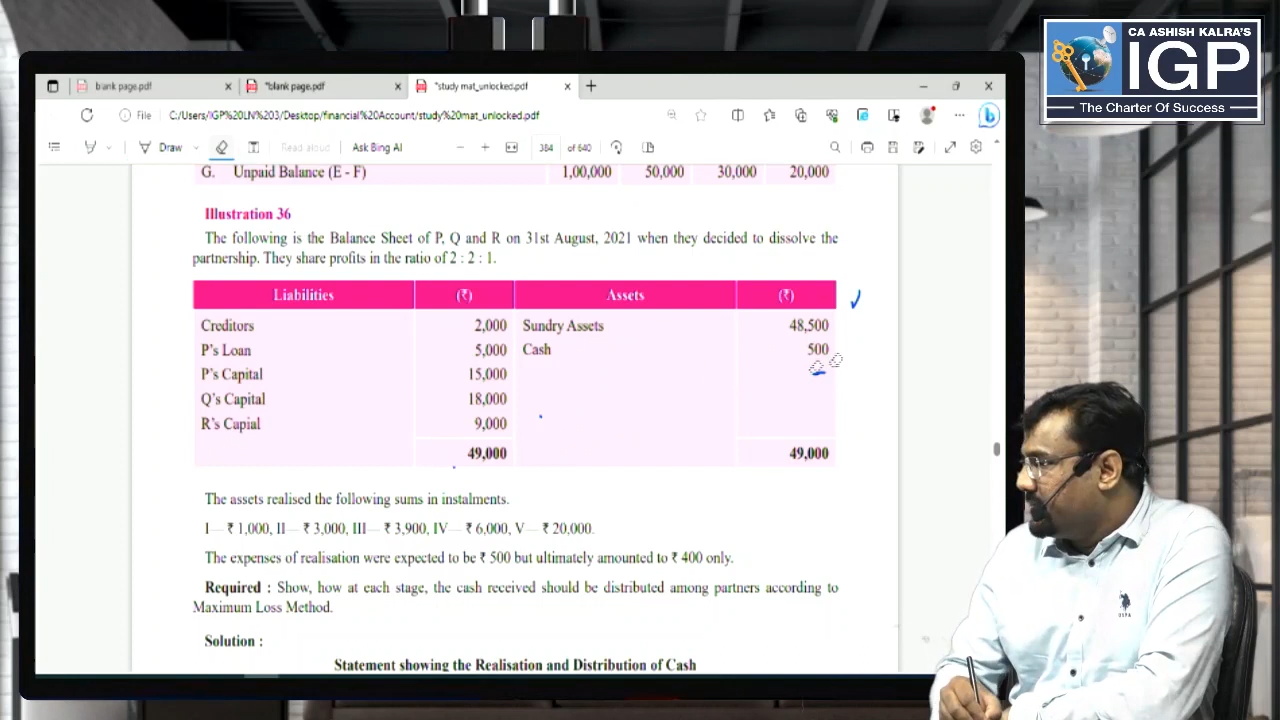 CA ASHISH KALRA'S
IGP
The Charter Of Success
blank page.pdf
*blank page.pdf
*study mat_unlocked.pdf
File
C:/Users/IGP%20LN%203/Desktop/financial%20Account/study%20mat_unlocked.pdf
Draw
Read aloud
Ask Bing AI
384 of 640
G. Unpaid Balance (E - F) 1,00,000 50,000 30,000 20,000
Illustration 36
The following is the Balance Sheet of P, Q and R on 31st August, 2021 when they decided to dissolve the
partnership. They share profits in the ratio of 2 : 2 : 1.
Liabilities (₹) Assets (₹)
Creditors 2,000 Sundry Assets 48,500
P's Loan 5,000 Cash 500
P's Capital 15,000
Q's Capital 18,000
R's Capial 9,000
49,000 49,000
The assets realised the following sums in instalments.
I— ₹ 1,000, II— ₹ 3,000, III— ₹ 3,900, IV— ₹ 6,000, V— ₹ 20,000.
The expenses of realisation were expected to be ₹ 500 but ultimately amounted to ₹ 400 only.
Required : Show, how at each stage, the cash received should be distributed among partners according to
Maximum Loss Method.
Solution :
Statement showing the Realisation and Distribution of Cash